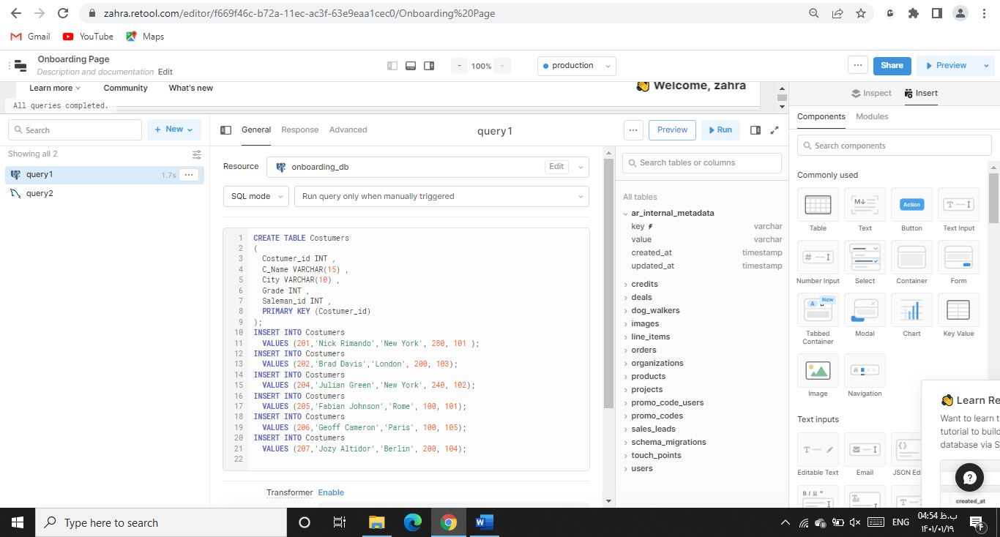 zahra.retool.com/editor/f669f46c-b72a-11ec-ac3f-63e9eaa1cec0/Onboarding%20Page
Gmail YouTube Maps
Onboarding Page
Description and documentation Edit
- 100% +
production
... Share Preview
Learn more Community What's new
👋 Welcome, zahra
All queries completed.
Inspect Insert
Components Modules
Search components
Search
+ New
Showing all 2
query1 1.7s ...
query2
General Response Advanced query1 ... Preview Run
Resource onboarding_db Edit
SQL mode Run query only when manually triggered
1 CREATE TABLE Costumers
2 (
3 Costumer_id INT ,
4 C_Name VARCHAR(15) ,
5 City VARCHAR(10) ,
6 Grade INT ,
7 Saleman_id INT ,
8 PRIMARY KEY (Costumer_id)
9 );
10 INSERT INTO Costumers
11 VALUES (201,'Nick Rimando','New York', 280, 101 );
12 INSERT INTO Costumers
13 VALUES (202,'Brad Davis','London', 200, 103);
14 INSERT INTO Costumers
15 VALUES (204,'Julian Green','New York', 240, 102);
16 INSERT INTO Costumers
17 VALUES (205,'Fabian Johnson','Rome', 100, 101);
18 INSERT INTO Costumers
19 VALUES (206,'Geoff Cameron','Paris', 100, 105);
20 INSERT INTO Costumers
21 VALUES (207,'Jozy Altidor','Berlin', 200, 104);
22
Transformer Enable
Search tables or columns
All tables
ar_internal_metadata
key varchar
value varchar
created_at timestamp
updated_at timestamp
credits
deals
dog_walkers
images
line_items
orders
organizations
products
projects
promo_code_users
promo_codes
sales_leads
schema_migrations
touch_points
users
Commonly used
M↓ Action T I
Table Text Button Text Input
# I
Number Input Select Container Form
A New
Tabbed Container Modal Chart Key Value
Image Navigation
Text inputs
Editable Text Email JSON Ed
B I U "
👋 Learn Re
Want to learn t
tutorial to build
database via S
created_at
?
Type here to search
W
ENG
04:54 ب.ظ
۱۴۰۱/۰۱/۱۹
۴